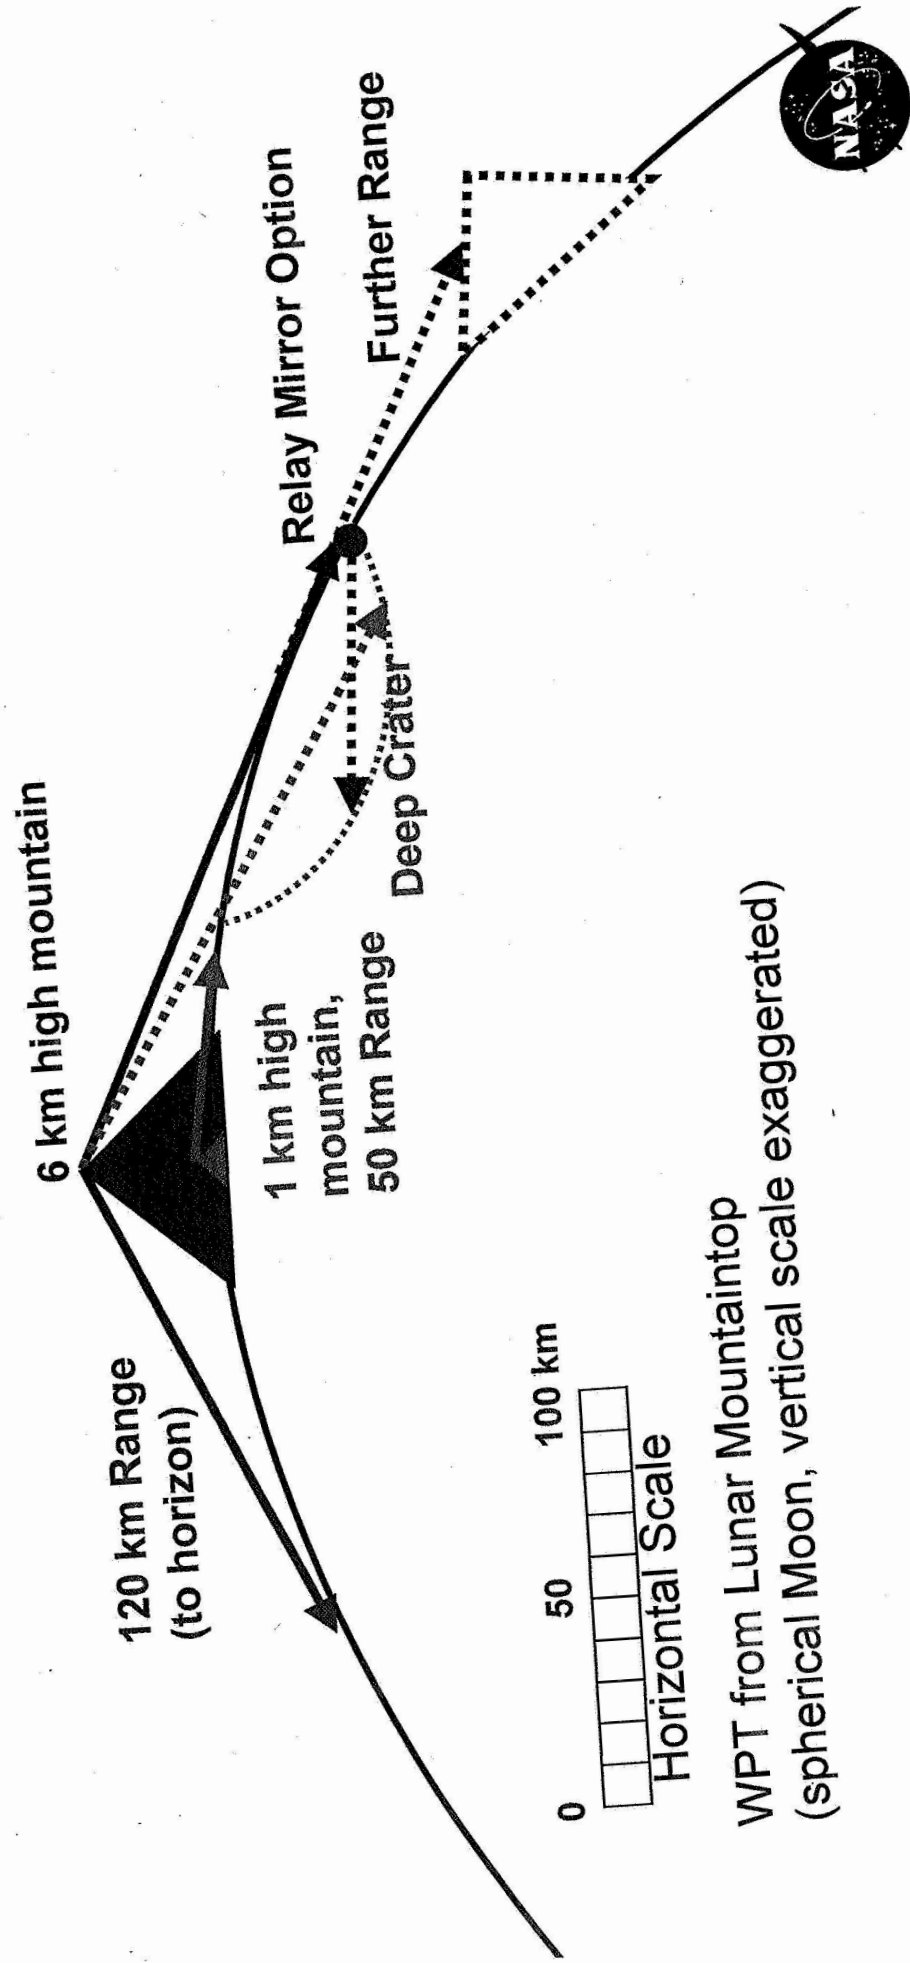 6 km high mountain
120 km Range
(to horizon)
1 km high
mountain,
50 km Range
Deep Crater
Relay Mirror Option
Further Range
0
50
100 km
Horizontal Scale
WPT from Lunar Mountaintop
(spherical Moon, vertical scale exaggerated)
NASA